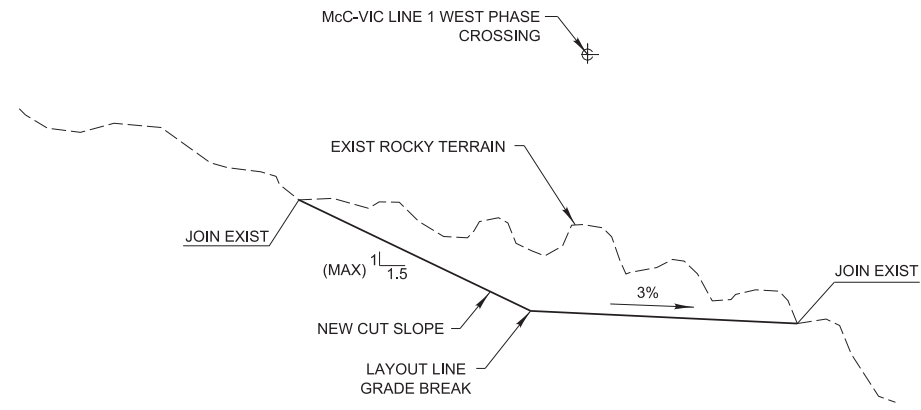 McC-VIC LINE 1 WEST PHASE
CROSSING
EXIST ROCKY TERRAIN
JOIN EXIST
(MAX) 1
1.5
JOIN EXIST
3%
NEW CUT SLOPE
LAYOUT LINE
GRADE BREAK